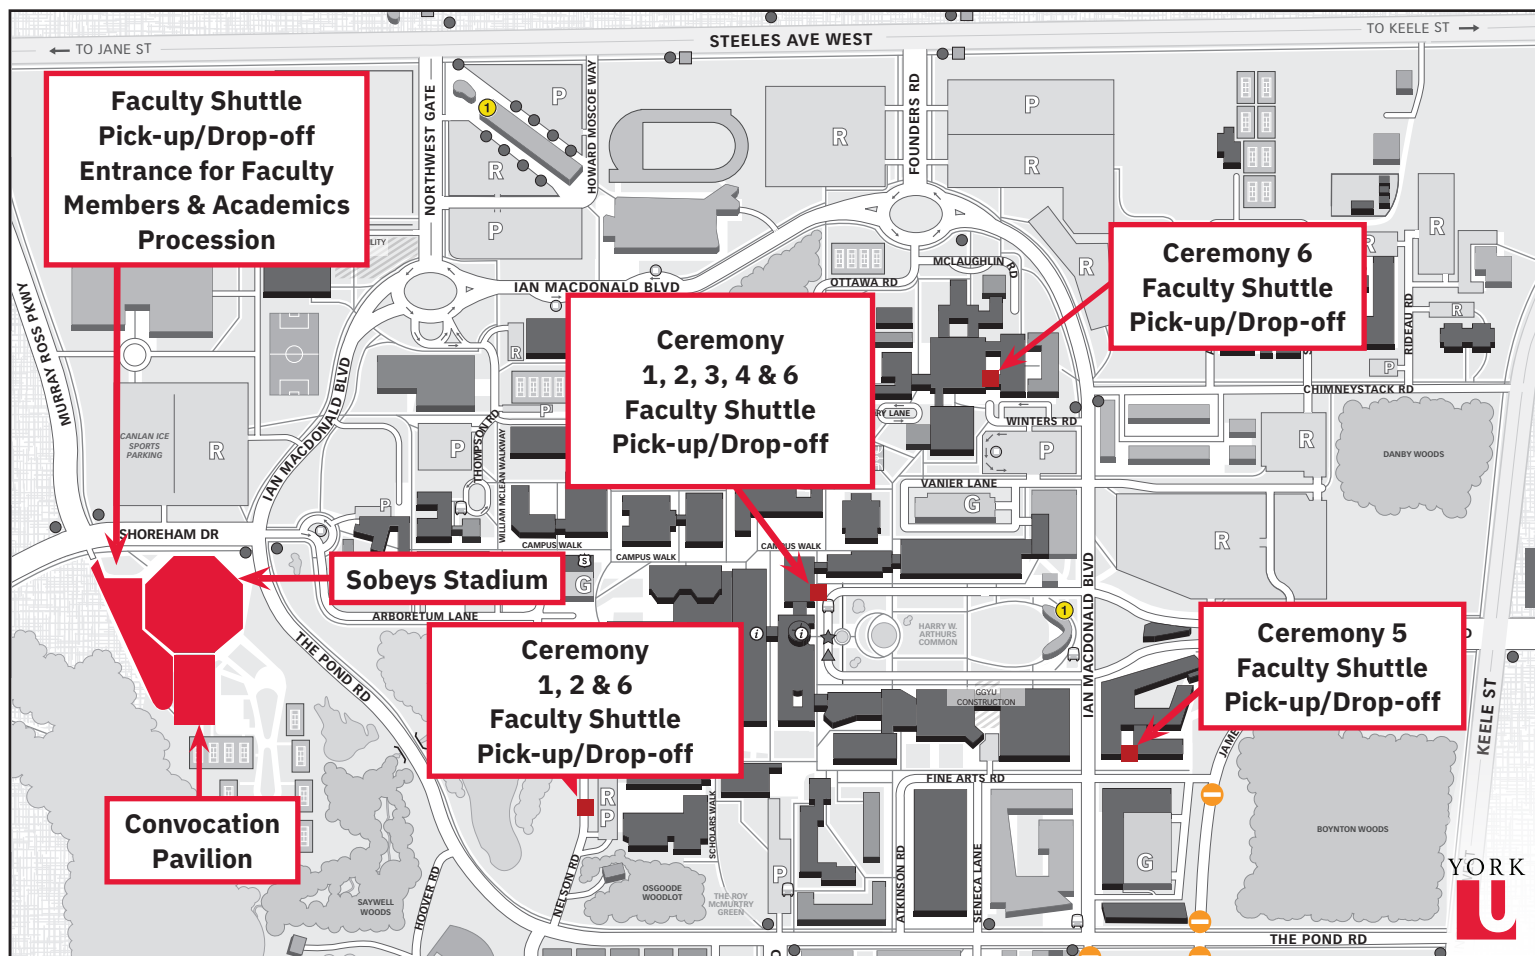 TO JANE ST
STEELES AVE WEST
TO KEELE ST
Faculty Shuttle
Pick-up/Drop-off
Entrance for Faculty
Members & Academics
Procession
NORTHWEST GATE
1
P
R
P
HOWARD MOSCOE WAY
R
FOUNDERS RD
P
R
R
MURRAY ROSS PKWY
IAN MACDONALD BLVD
OTTAWA RD
MCLAUGHLIN RD
Ceremony 6
Faculty Shuttle
Pick-up/Drop-off
R
R
R
P
RIDEAU RD
CHIMNEYSTACK RD
Ceremony
1, 2, 3, 4 & 6
Faculty Shuttle
Pick-up/Drop-off
IAN MACDONALD BLVD
R
P
CANLAN ICE
SPORTS
PARKING
R
P
THOMPSON RD
WILLIAM MCLEAN WALKWAY
P
RY LANE
WINTERS RD
P
R
DANBY WOODS
VANIER LANE
G
R
SHOREHAM DR
CAMPUS WALK
CAMPUS WALK
CAMPUS WALK
S
G
Sobeys Stadium
ARBORETUM LANE
THE POND RD
i
i
HARRY W.
ARTHURS
COMMON
1
IAN MACDONALD BLVD
Ceremony 5
Faculty Shuttle
Pick-up/Drop-off
D
KEELE ST
Ceremony
1, 2 & 6
Faculty Shuttle
Pick-up/Drop-off
GGYU
CONSTRUCTION
JAME
FINE ARTS RD
R
P
Convocation
Pavilion
SCHOLARS WALK
BOYNTON WOODS
G
P
SAYWELL
WOODS
HOOVER RD
NELSON RD
OSGOODE
WOODLOT
THE ROY
McMURTRY
GREEN
ATKINSON RD
SENECA LANE
THE POND RD
YORK
U